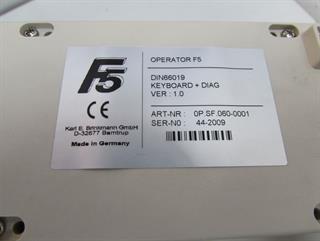 OPERATOR F5
F5
DIN66019
KEYBOARD + DIAG
VER : 1.0
CE
ART-NR : 0P.SF.060-0001
SER-N0 : 44-2009
Karl E. Brinkmann GmbH
D-32677 Barntrup
Made in Germany